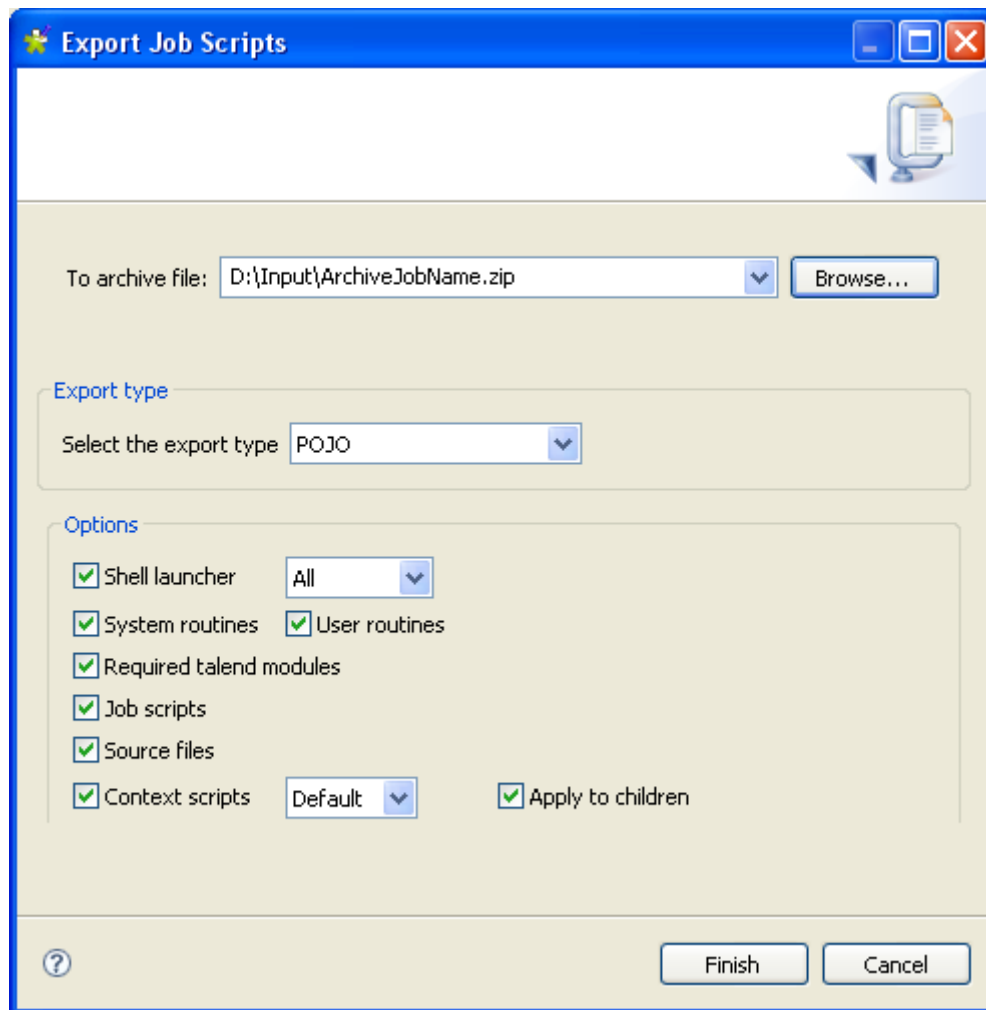 Export Job Scripts
To archive file: D:\Input\ArchiveJobName.zip Browse...
Export type
Select the export type POJO
Options
Shell launcher All
System routines User routines
Required talend modules
Job scripts
Source files
Context scripts Default Apply to children
? Finish Cancel